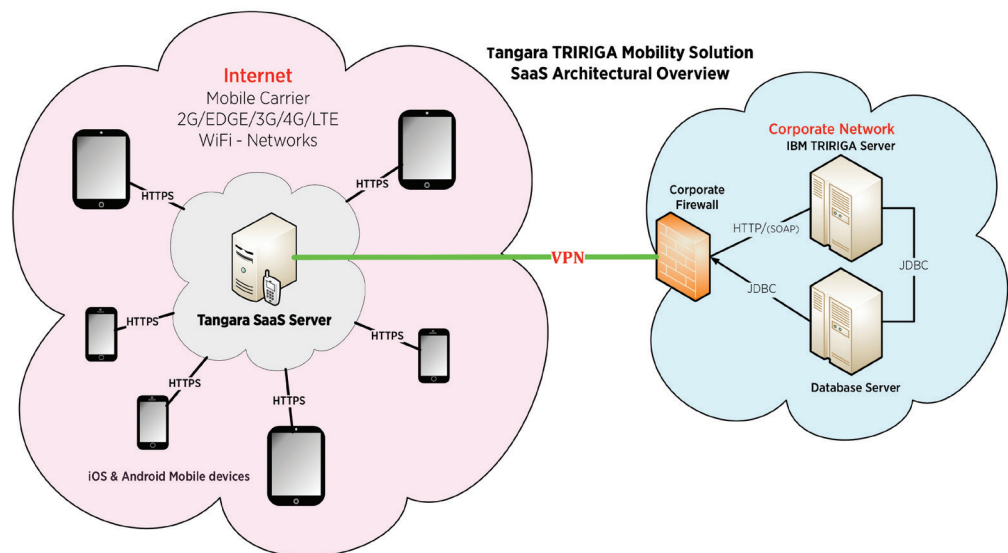 Tangara TRIRIGA Mobility Solution
SaaS Architectural Overview
Internet
Mobile Carrier
2G/EDGE/3G/4G/LTE
WiFi - Networks
HTTPS
HTTPS
Tangara SaaS Server
HTTPS
HTTPS
HTTPS
HTTPS
iOS & Android Mobile devices
VPN
Corporate Network
IBM TRIRIGA Server
Corporate
Firewall
HTTP/(SOAP)
JDBC
JDBC
Database Server